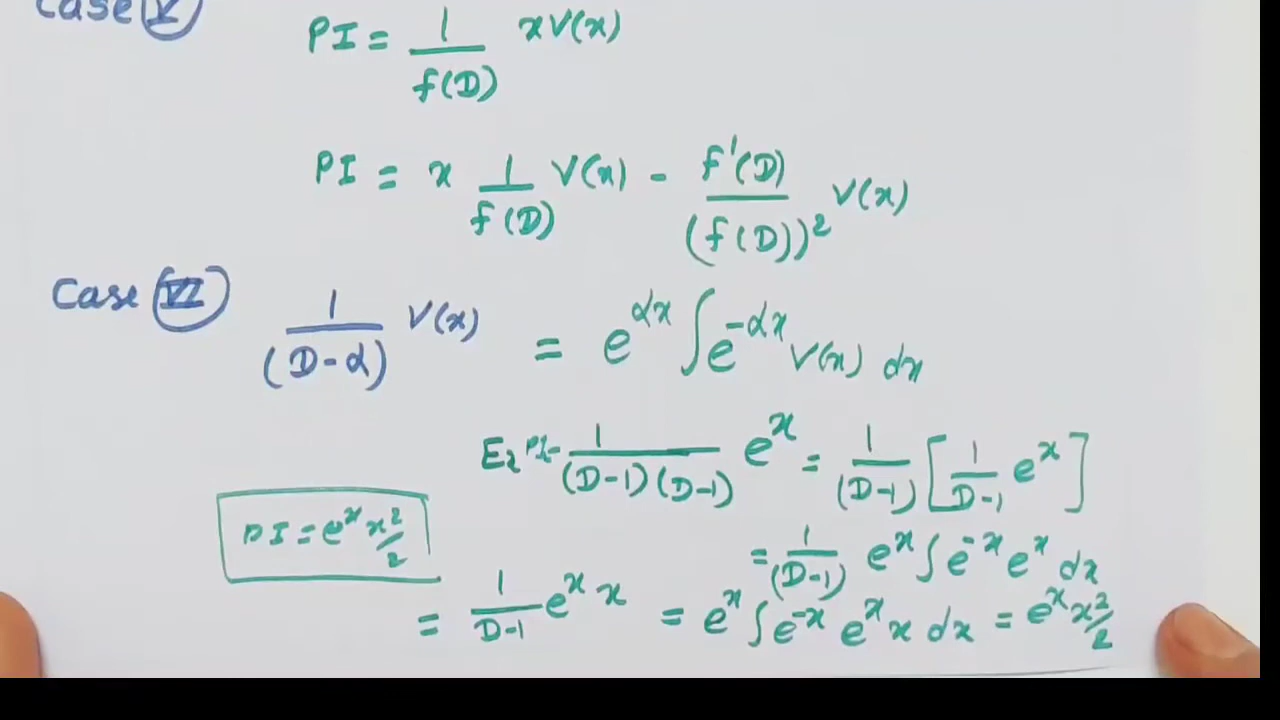 Case V
PI = 1/f(D) xV(x)
PI = x 1/f(D) V(x) - f'(D)/(f(D))² V(x)
Case VI 1/(D-α) V(x) = e^αx ∫e^-αx V(x) dx
Ex PI= 1/(D-1)(D-1) e^x = 1/(D-1) [1/D-1 e^x]
= 1/(D-1) e^x ∫e^-x e^x dx
PI = e^x x²/2
= 1/D-1 e^x x = e^x ∫e^-x e^x x dx = e^x x²/2